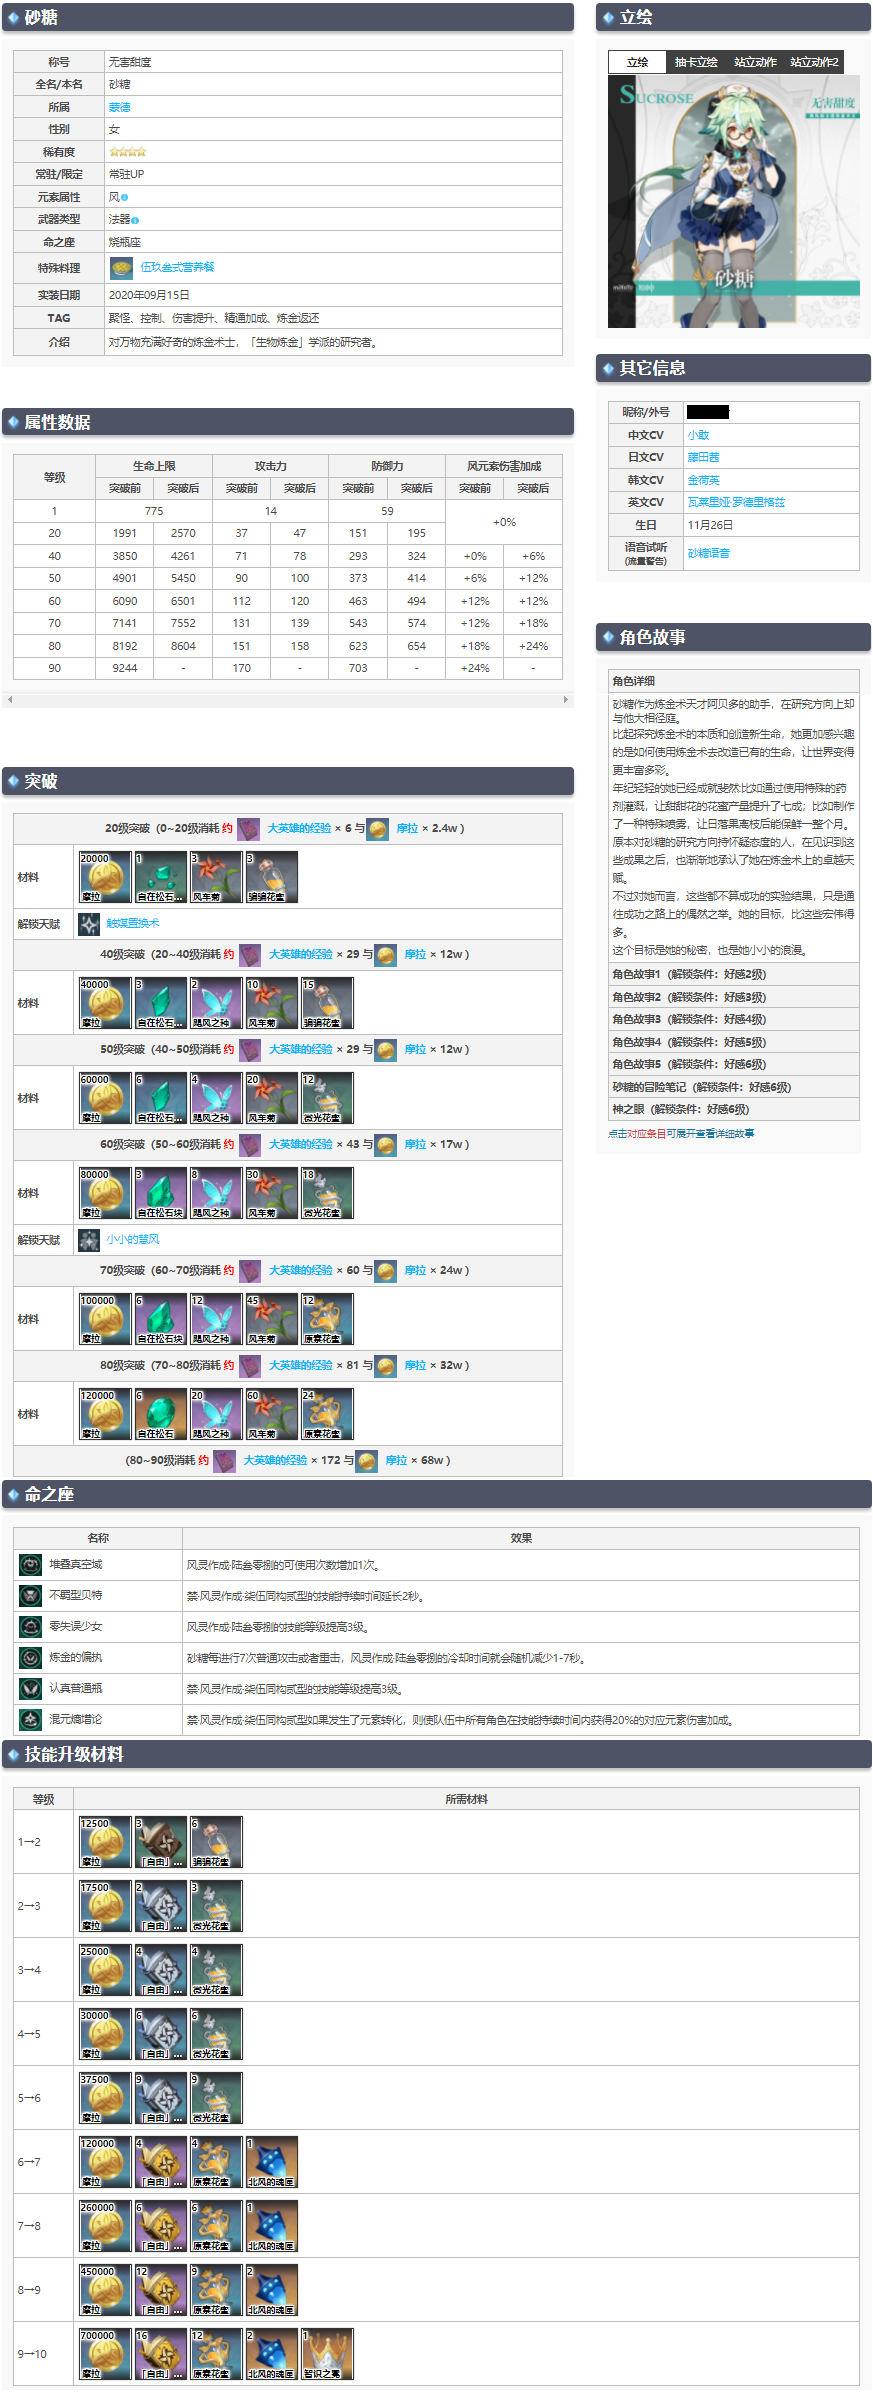 砂糖
称号 无害甜度
全名/本名 砂糖
所属 蒙德
性别 女
稀有度
常驻/限定 常驻UP
元素属性 风
武器类型 法器
命之座 烧瓶座
特殊料理 伍玖叁式营养餐
实装日期 2020年09月15日
TAG 聚怪、控制、伤害提升、精通加成、炼金返还
介绍 对万物充满好奇的炼金术士，「生物炼金」学派的研究者。
属性数据
等级 生命上限 攻击力 防御力 风元素伤害加成
突破前 突破后 突破前 突破后 突破前 突破后 突破前 突破后
1 775 14 59 +0%
20 1991 2570 37 47 151 195
40 3850 4261 71 78 293 324 +0% +6%
50 4901 5450 90 100 373 414 +6% +12%
60 6090 6501 112 120 463 494 +12% +12%
70 7141 7552 131 139 543 574 +12% +18%
80 8192 8604 151 158 623 654 +18% +24%
90 9244 - 170 - 703 - +24% -
突破
20级突破（0~20级消耗 约 大英雄的经验 × 6 与 摩拉 × 2.4w ）
材料 20000 摩拉 1 自在松石... 3 风车菊 3 骗骗花蜜
解锁天赋 触媒置换术
40级突破（20~40级消耗 约 大英雄的经验 × 29 与 摩拉 × 12w ）
材料 40000 摩拉 3 自在松石... 2 飓风之种 10 风车菊 15 骗骗花蜜
50级突破（40~50级消耗 约 大英雄的经验 × 29 与 摩拉 × 12w ）
材料 60000 摩拉 6 自在松石... 4 飓风之种 20 风车菊 12 微光花蜜
60级突破（50~60级消耗 约 大英雄的经验 × 43 与 摩拉 × 17w ）
材料 80000 摩拉 3 自在松石块 8 飓风之种 30 风车菊 18 微光花蜜
解锁天赋 小小的慧风
70级突破（60~70级消耗 约 大英雄的经验 × 60 与 摩拉 × 24w ）
材料 100000 摩拉 6 自在松石块 12 飓风之种 45 风车菊 12 原素花蜜
80级突破（70~80级消耗 约 大英雄的经验 × 81 与 摩拉 × 32w ）
材料 120000 摩拉 6 自在松石 20 飓风之种 60 风车菊 24 原素花蜜
（80~90级消耗 约 大英雄的经验 × 172 与 摩拉 × 68w ）
立绘
立绘 抽卡立绘 站立动作 站立动作2
SUCROSE
无害甜度
砂糖
其它信息
昵称/外号
中文CV 小敢
日文CV 藤田茜
韩文CV 金荷英
英文CV 瓦莱里娅·罗德里格兹
生日 11月26日
语音试听 砂糖语音
(流量警告)
角色故事
角色详细
砂糖作为炼金术天才阿贝多的助手，在研究方向上却
与他大相径庭。
比起探究炼金术的本质和创造新生命，她更加感兴趣
的是如何使用炼金术去改造已有的生命，让世界变得
更丰富多彩。
年纪轻轻的她已经成就斐然:比如通过使用特殊的药
剂灌溉，让甜甜花的花蜜产量提升了七成；比如制作
了一种特殊喷雾，让日落果离枝后能保鲜一整个月。
原本对砂糖的研究方向持怀疑态度的人，在见识到这
些成果之后，也渐渐地承认了她在炼金术上的卓越天
赋。
不过对她而言，这些都不算成功的实验结果，只是通
往成功之路上的偶然之举。她的目标，比这些宏伟得
多。
这个目标是她的秘密，也是她小小的浪漫。
角色故事1（解锁条件：好感2级）
角色故事2（解锁条件：好感3级）
角色故事3（解锁条件：好感4级）
角色故事4（解锁条件：好感5级）
角色故事5（解锁条件：好感6级）
砂糖的冒险笔记（解锁条件：好感6级）
神之眼（解锁条件：好感6级）
点击对应条目可展开查看详细故事
命之座
名称 效果
堆叠真空域 风灵作成·陆叁零捌的可使用次数增加1次。
不羁型贝特 禁·风灵作成·柒伍同构贰型的技能持续时间延长2秒。
零失误少女 风灵作成·陆叁零捌的技能等级提高3级。
炼金的偏执 砂糖每进行7次普通攻击或者重击，风灵作成·陆叁零捌的冷却时间就会随机减少1-7秒。
认真普通瓶 禁·风灵作成·柒伍同构贰型的技能等级提高3级。
混元熵增论 禁·风灵作成·柒伍同构贰型如果发生了元素转化，则使队伍中所有角色在技能持续时间内获得20%的对应元素伤害加成。
技能升级材料
等级 所需材料
1→2 12500 摩拉 3 「自由」... 6 骗骗花蜜
2→3 17500 摩拉 2 「自由」... 3 微光花蜜
3→4 25000 摩拉 4 「自由」... 4 微光花蜜
4→5 30000 摩拉 6 「自由」... 6 微光花蜜
5→6 37500 摩拉 9 「自由」... 9 微光花蜜
6→7 120000 摩拉 4 「自由」... 4 原素花蜜 1 北风的魂匣
7→8 260000 摩拉 6 「自由」... 6 原素花蜜 1 北风的魂匣
8→9 450000 摩拉 12 「自由」... 9 原素花蜜 2 北风的魂匣
9→10 700000 摩拉 16 「自由」... 12 原素花蜜 2 北风的魂匣 1 智识之冕